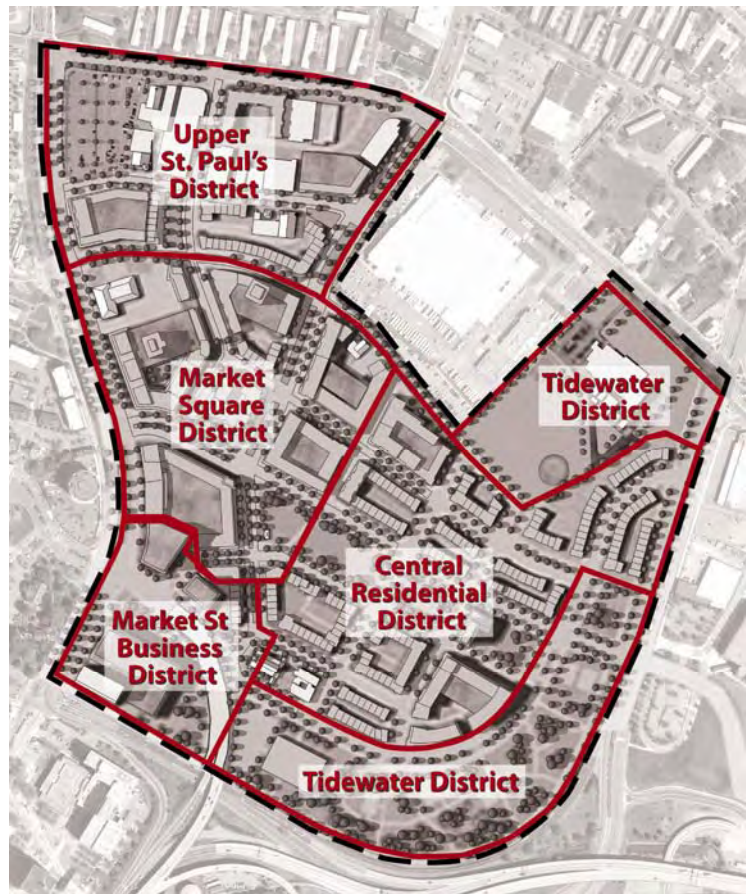 Upper
St. Paul's
District
Market
Square
District
Tidewater
District
Central
Residential
District
Market St
Business
District
Tidewater District